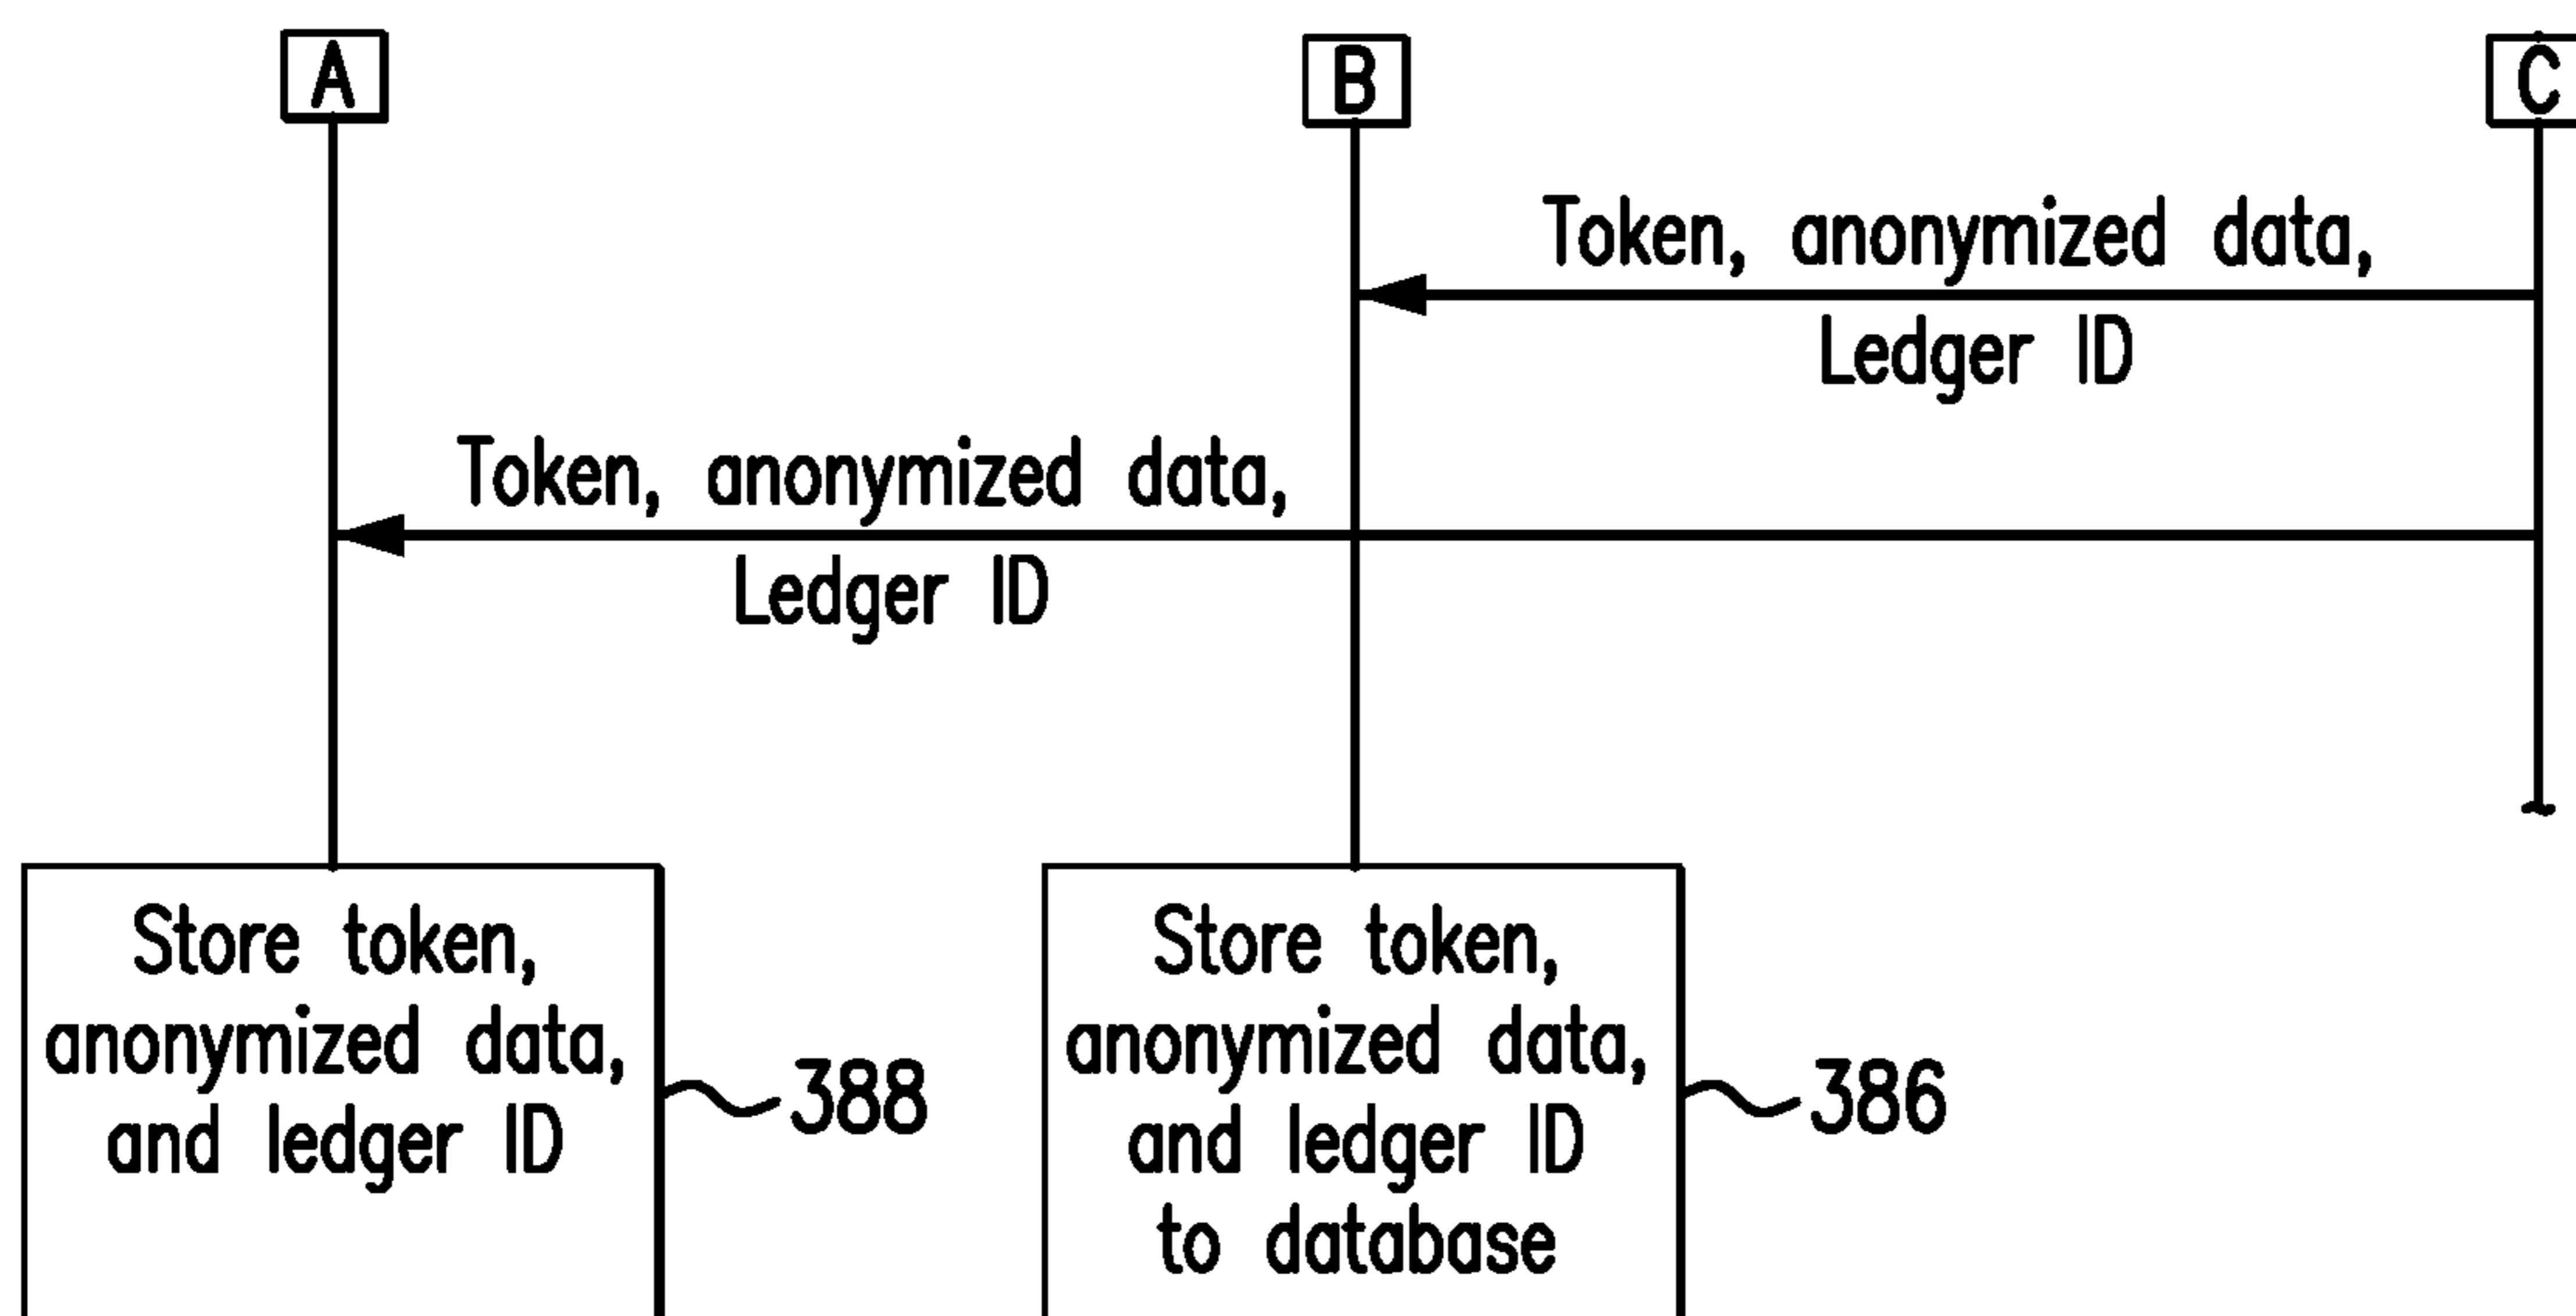 A
B
C
Token, anonymized data,
Ledger ID
Token, anonymized data,
Ledger ID
Store token,
anonymized data,
and ledger ID
388
Store token,
anonymized data,
and ledger ID
to database
386